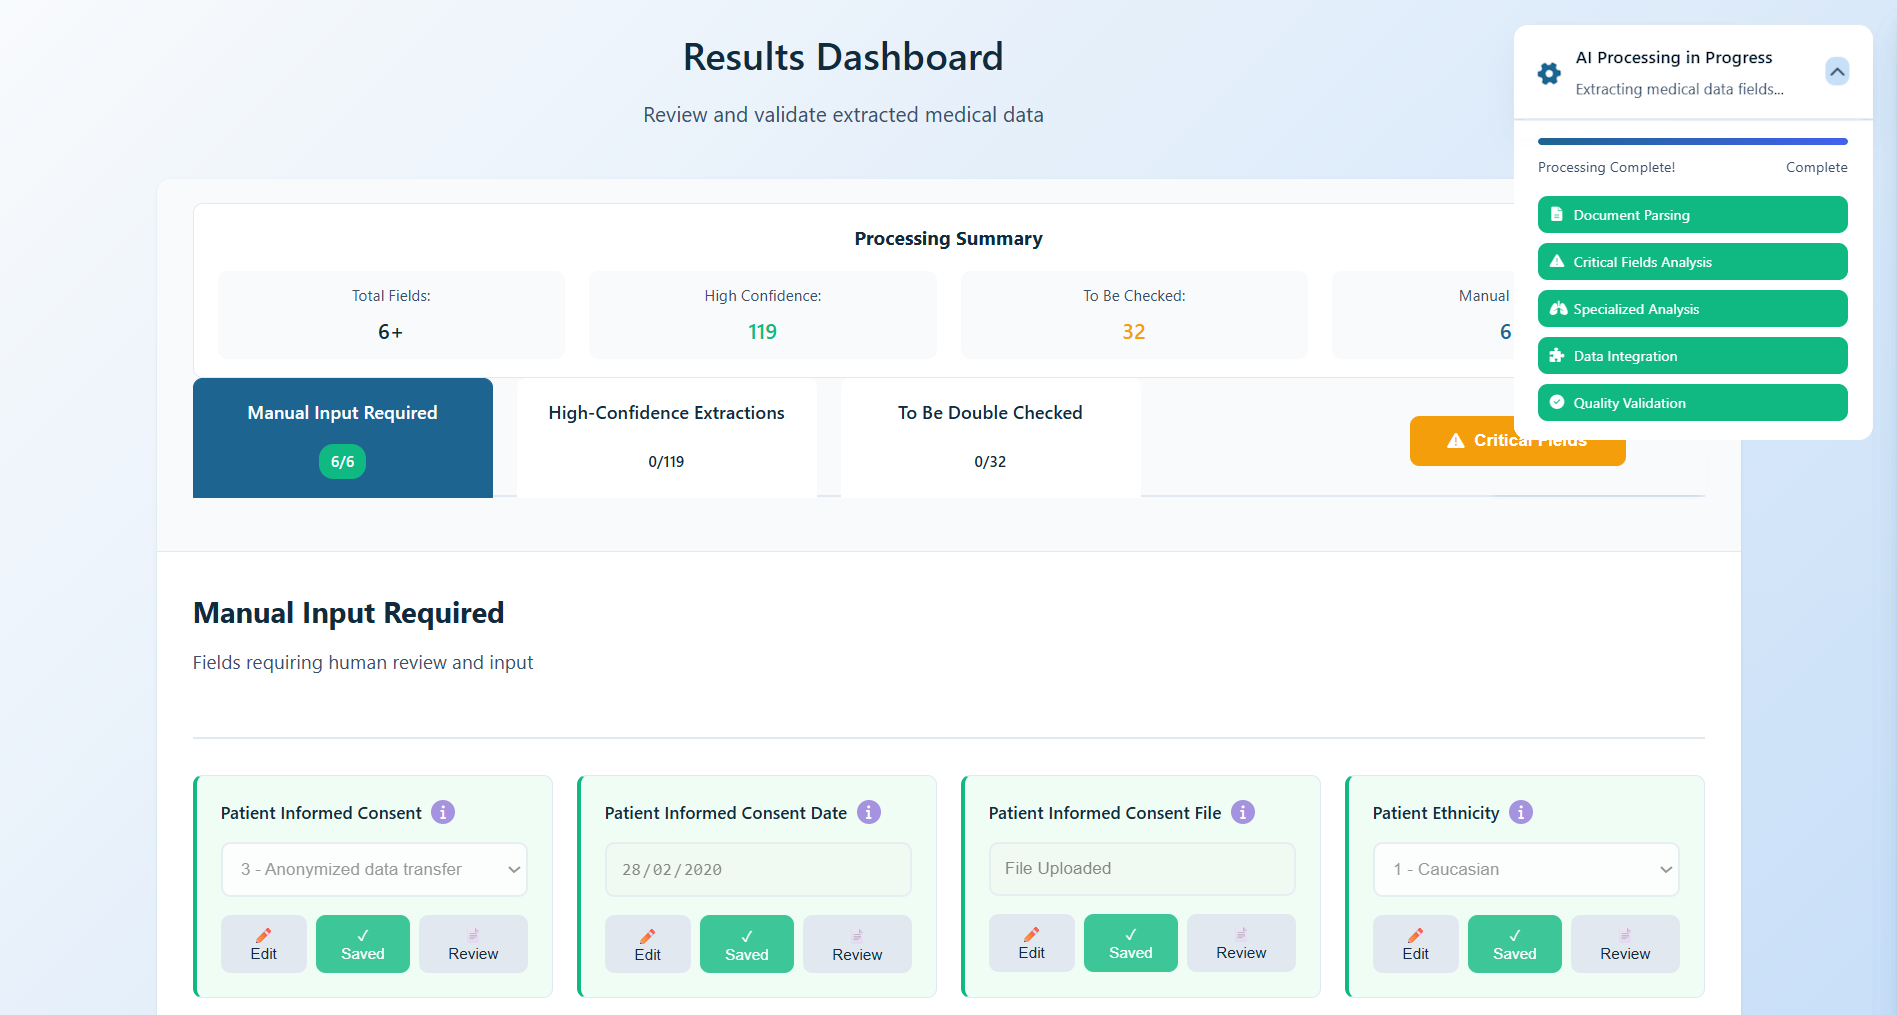 Results Dashboard
Review and validate extracted medical data
AI Processing in Progress
Extracting medical data fields...
Processing Complete!
Complete
Document Parsing
Critical Fields Analysis
Specialized Analysis
Data Integration
Quality Validation
Processing Summary
Total Fields:
6+
High Confidence:
119
To Be Checked:
32
Manual
6
Manual Input Required
6/6
High-Confidence Extractions
0/119
To Be Double Checked
0/32
Critical Fields
Manual Input Required
Fields requiring human review and input
Patient Informed Consent
3 - Anonymized data transfer
Edit
✓
Saved
Review
Patient Informed Consent Date
28/02/2020
Edit
✓
Saved
Review
Patient Informed Consent File
File Uploaded
Edit
✓
Saved
Review
Patient Ethnicity
1 - Caucasian
Edit
✓
Saved
Review